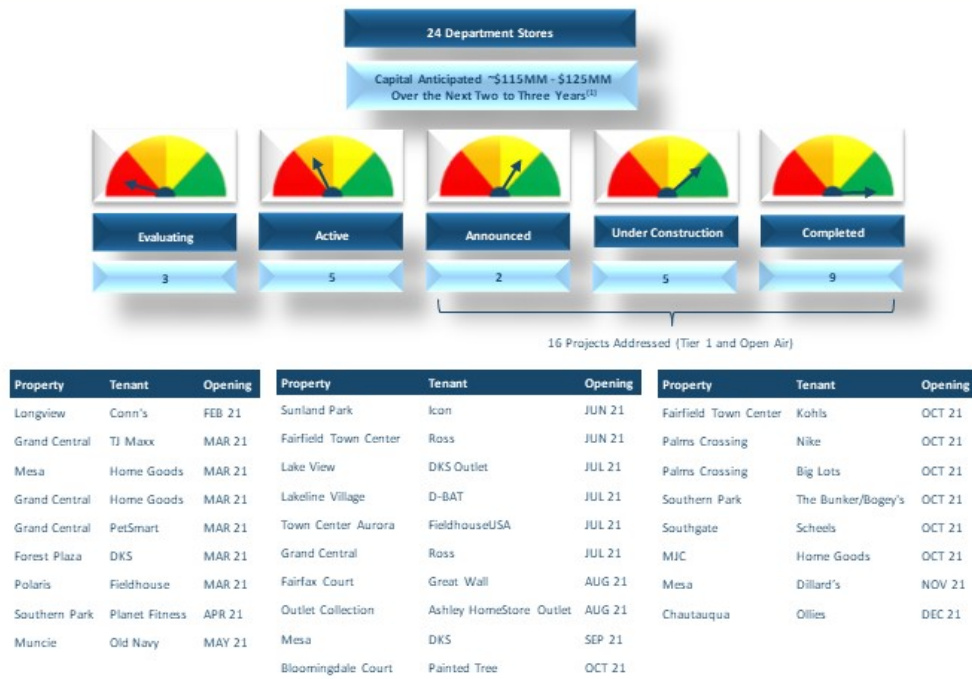 24 Department Stores
Capital Anticipated ~$115MM - $125MM
Over the Next Two to Three Years(1)
Evaluating
Active
Announced
Under Construction
Completed
3
5
2
5
9
16 Projects Addressed (Tier 1 and Open Air)
Property Tenant Opening
Longview Conn's FEB 21
Grand Central TJ Maxx MAR 21
Mesa Home Goods MAR 21
Grand Central Home Goods MAR 21
Grand Central PetSmart MAR 21
Forest Plaza DKS MAR 21
Polaris Fieldhouse MAR 21
Southern Park Planet Fitness APR 21
Muncie Old Navy MAY 21
Property Tenant Opening
Sunland Park Icon JUN 21
Fairfield Town Center Ross JUN 21
Lake View DKS Outlet JUL 21
Lakeline Village D-BAT JUL 21
Town Center Aurora FieldhouseUSA JUL 21
Grand Central Ross JUL 21
Fairfax Court Great Wall AUG 21
Outlet Collection Ashley HomeStore Outlet AUG 21
Mesa DKS SEP 21
Bloomingdale Court Painted Tree OCT 21
Property Tenant Opening
Fairfield Town Center Kohls OCT 21
Palms Crossing Nike OCT 21
Palms Crossing Big Lots OCT 21
Southern Park The Bunker/Bogey's OCT 21
Southgate Scheels OCT 21
MJC Home Goods OCT 21
Mesa Dillard's NOV 21
Chautauqua Ollies DEC 21